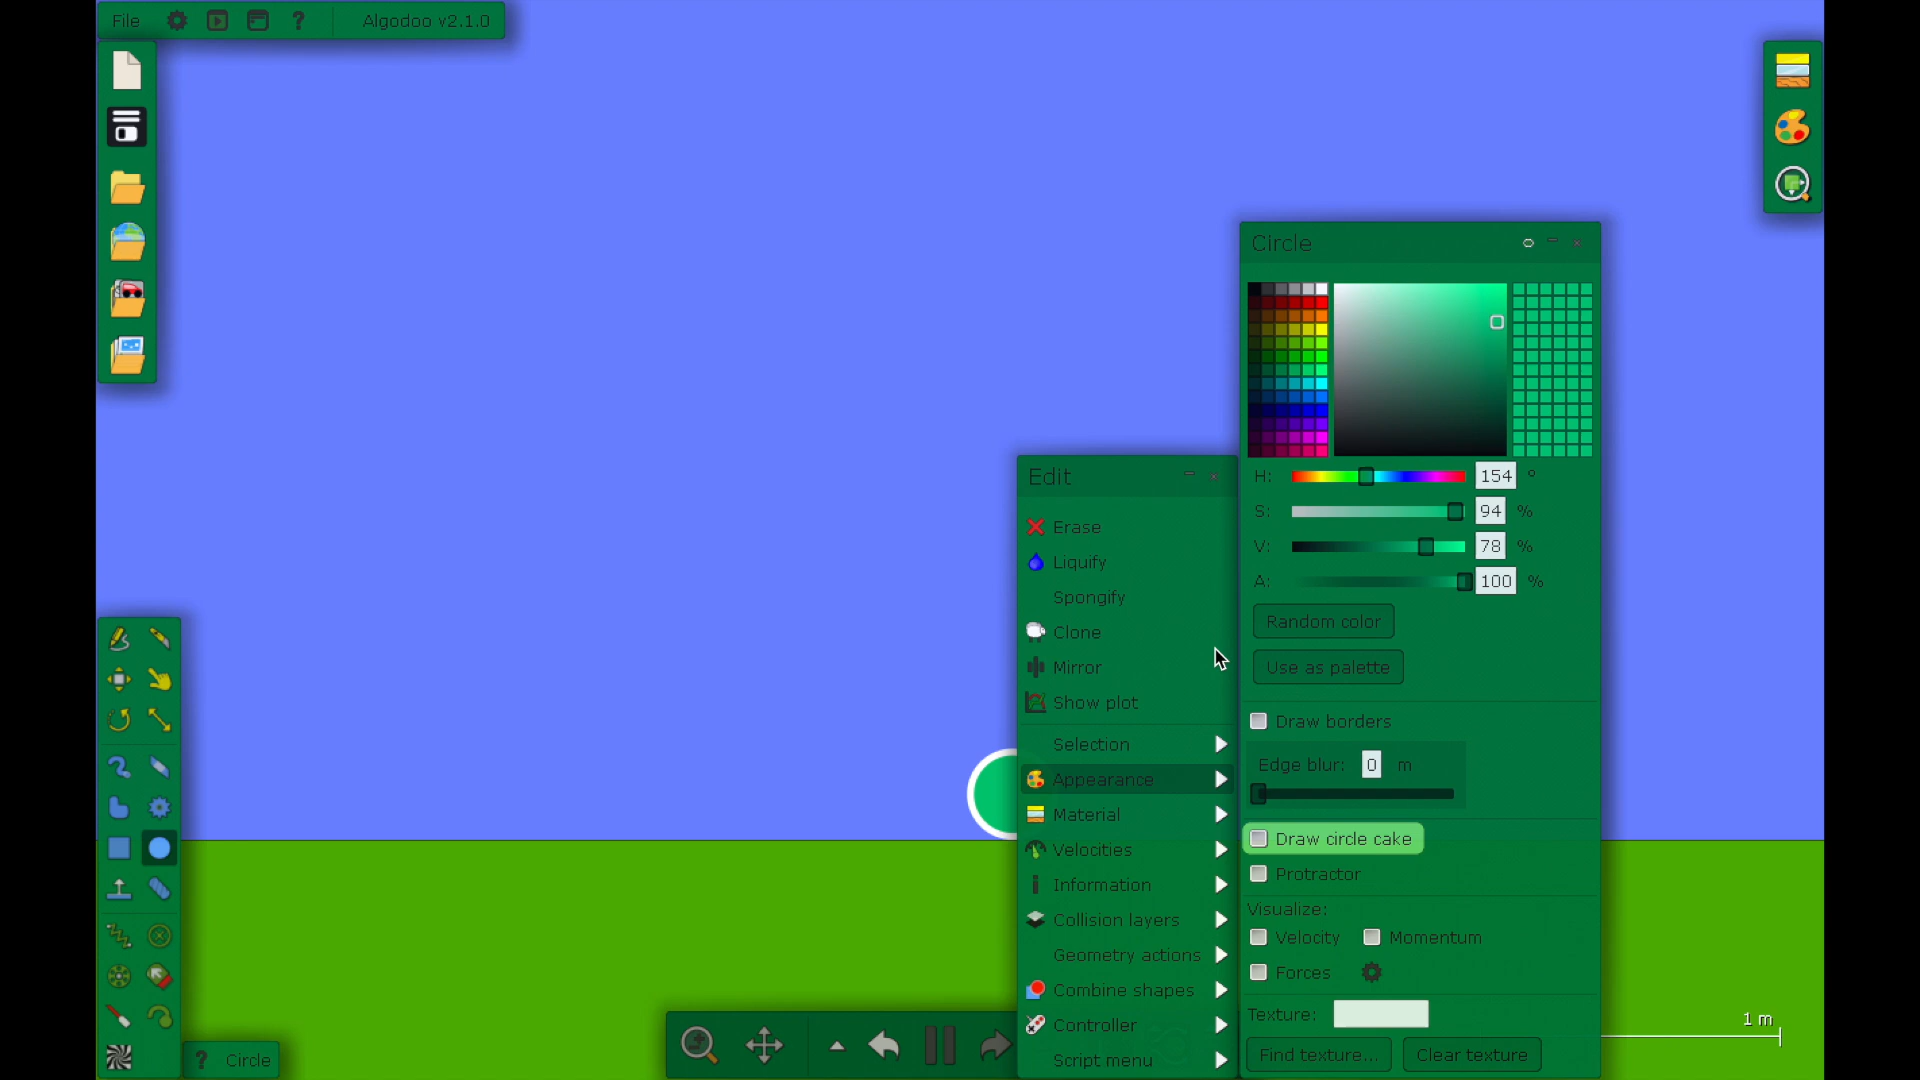 File
?
Algodoo v2.1.0
Circle
H:
154
°
S:
94
%
V:
78
%
A:
100
%
Random color
Use as palette
Draw borders
Edge blur:
0
m
Draw circle cake
Protractor
Visualize:
Velocity
Momentum
Forces
Texture:
Find texture...
Clear texture
Edit
Erase
Liquify
Spongify
Clone
Mirror
Show plot
Selection
Appearance
Material
Velocities
Information
Collision layers
Geometry actions
Combine shapes
Controller
Script menu
?
Circle
1 m